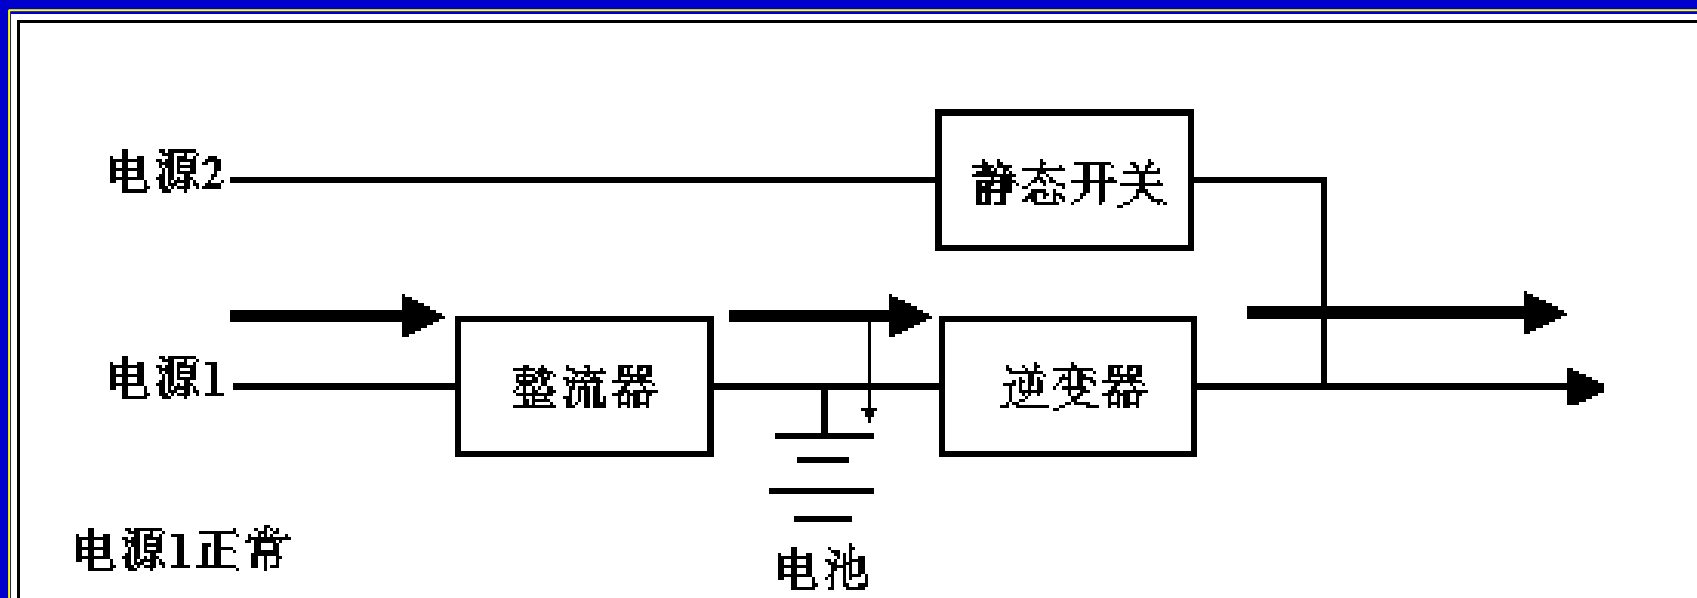 电源2
静态开关
电源1
整流器
逆变器
电源1正常
电池